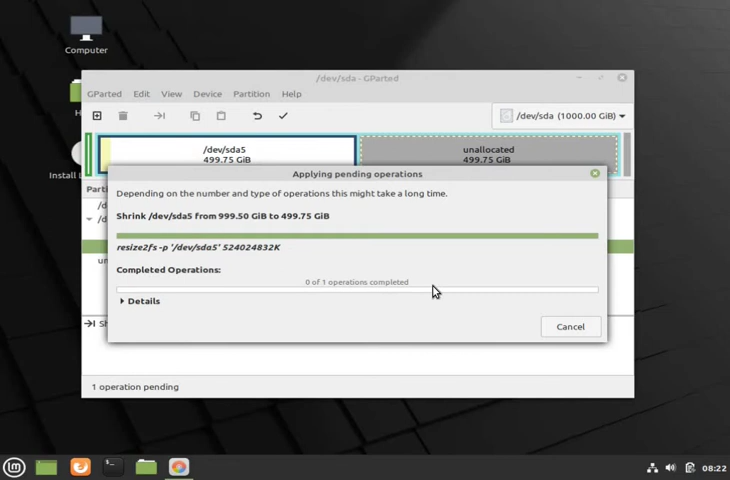 Computer
H
Install L
/dev/sda - GParted
GParted Edit View Device Partition Help
/dev/sda (1000.00 GiB)
/dev/sda5
499.75 GiB
unallocated
499.75 GiB
Parti
/d
/d
un
Applying pending operations
Depending on the number and type of operations this might take a long time.
Shrink /dev/sda5 from 999.50 GiB to 499.75 GiB
resize2fs -p '/dev/sda5' 524024832K
Completed Operations:
0 of 1 operations completed
Details
Cancel
Sh
1 operation pending
08:22